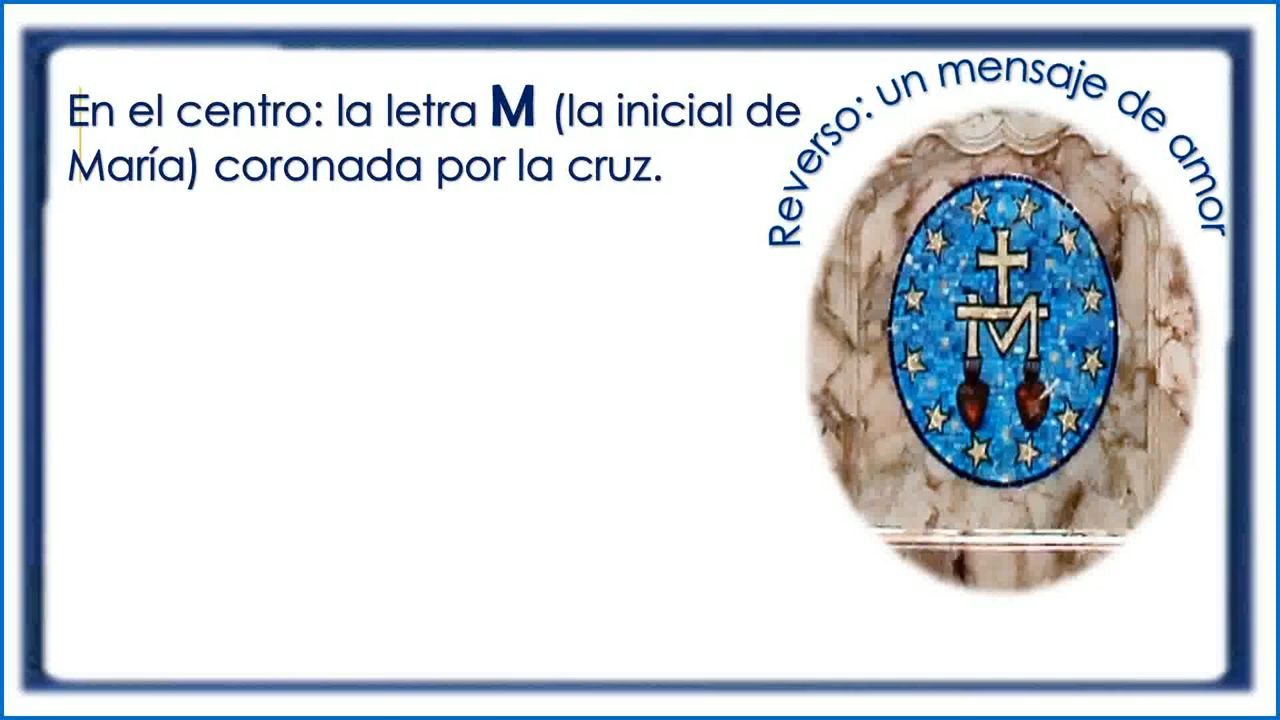 En el centro: la letra M (la inicial de
María) coronada por la cruz.
Reverso: un mensaje de amor